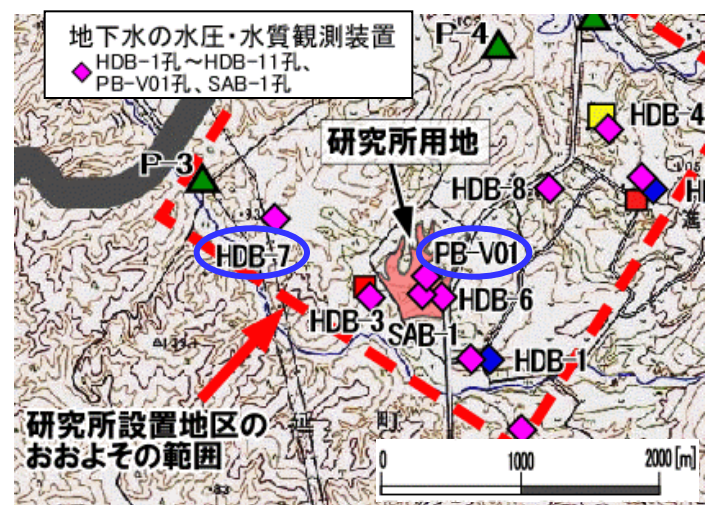 地下水の水圧・水質観測装置
HDB-1孔～HDB-11孔、
PB-V01孔、SAB-1孔
P-4
HDB-4
研究所用地
P-3
HDB-8
HDB-7
PB-V01
HDB-3
SAB-1
HDB-6
HDB-1
研究所設置地区の
おおよその範囲
町
0 1000 2000[m]